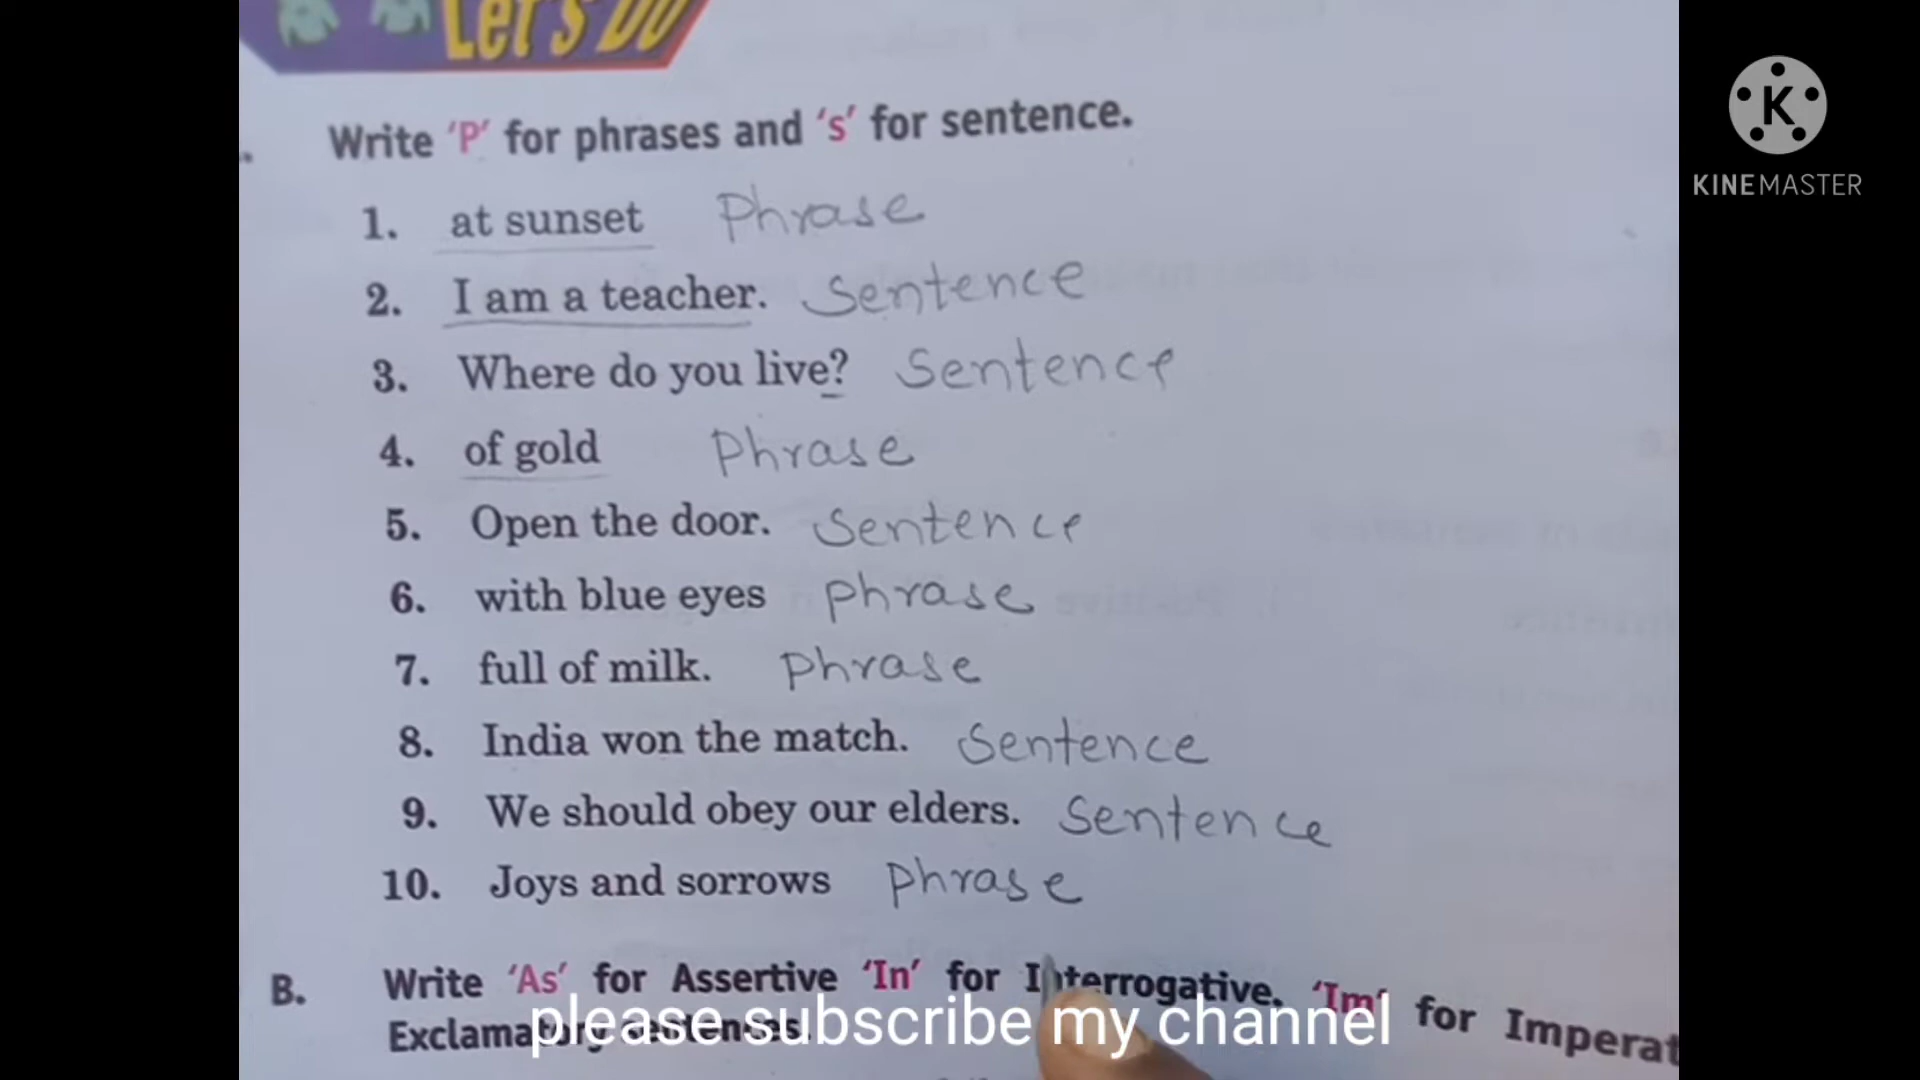 Let's Do
Write 'P' for phrases and 's' for sentence.
1. at sunset Phrase
2. I am a teacher. Sentence
3. Where do you live? Sentence
4. of gold Phrase
5. Open the door. Sentence
6. with blue eyes Phrase
7. full of milk. Phrase
8. India won the match. Sentence
9. We should obey our elders. Sentence
10. Joys and sorrows Phrase
B. Write 'As' for Assertive 'In' for Interrogative. 'Im' for Imperat
Exclamatory sentences.
please subscribe my channel
K
KINEMASTER